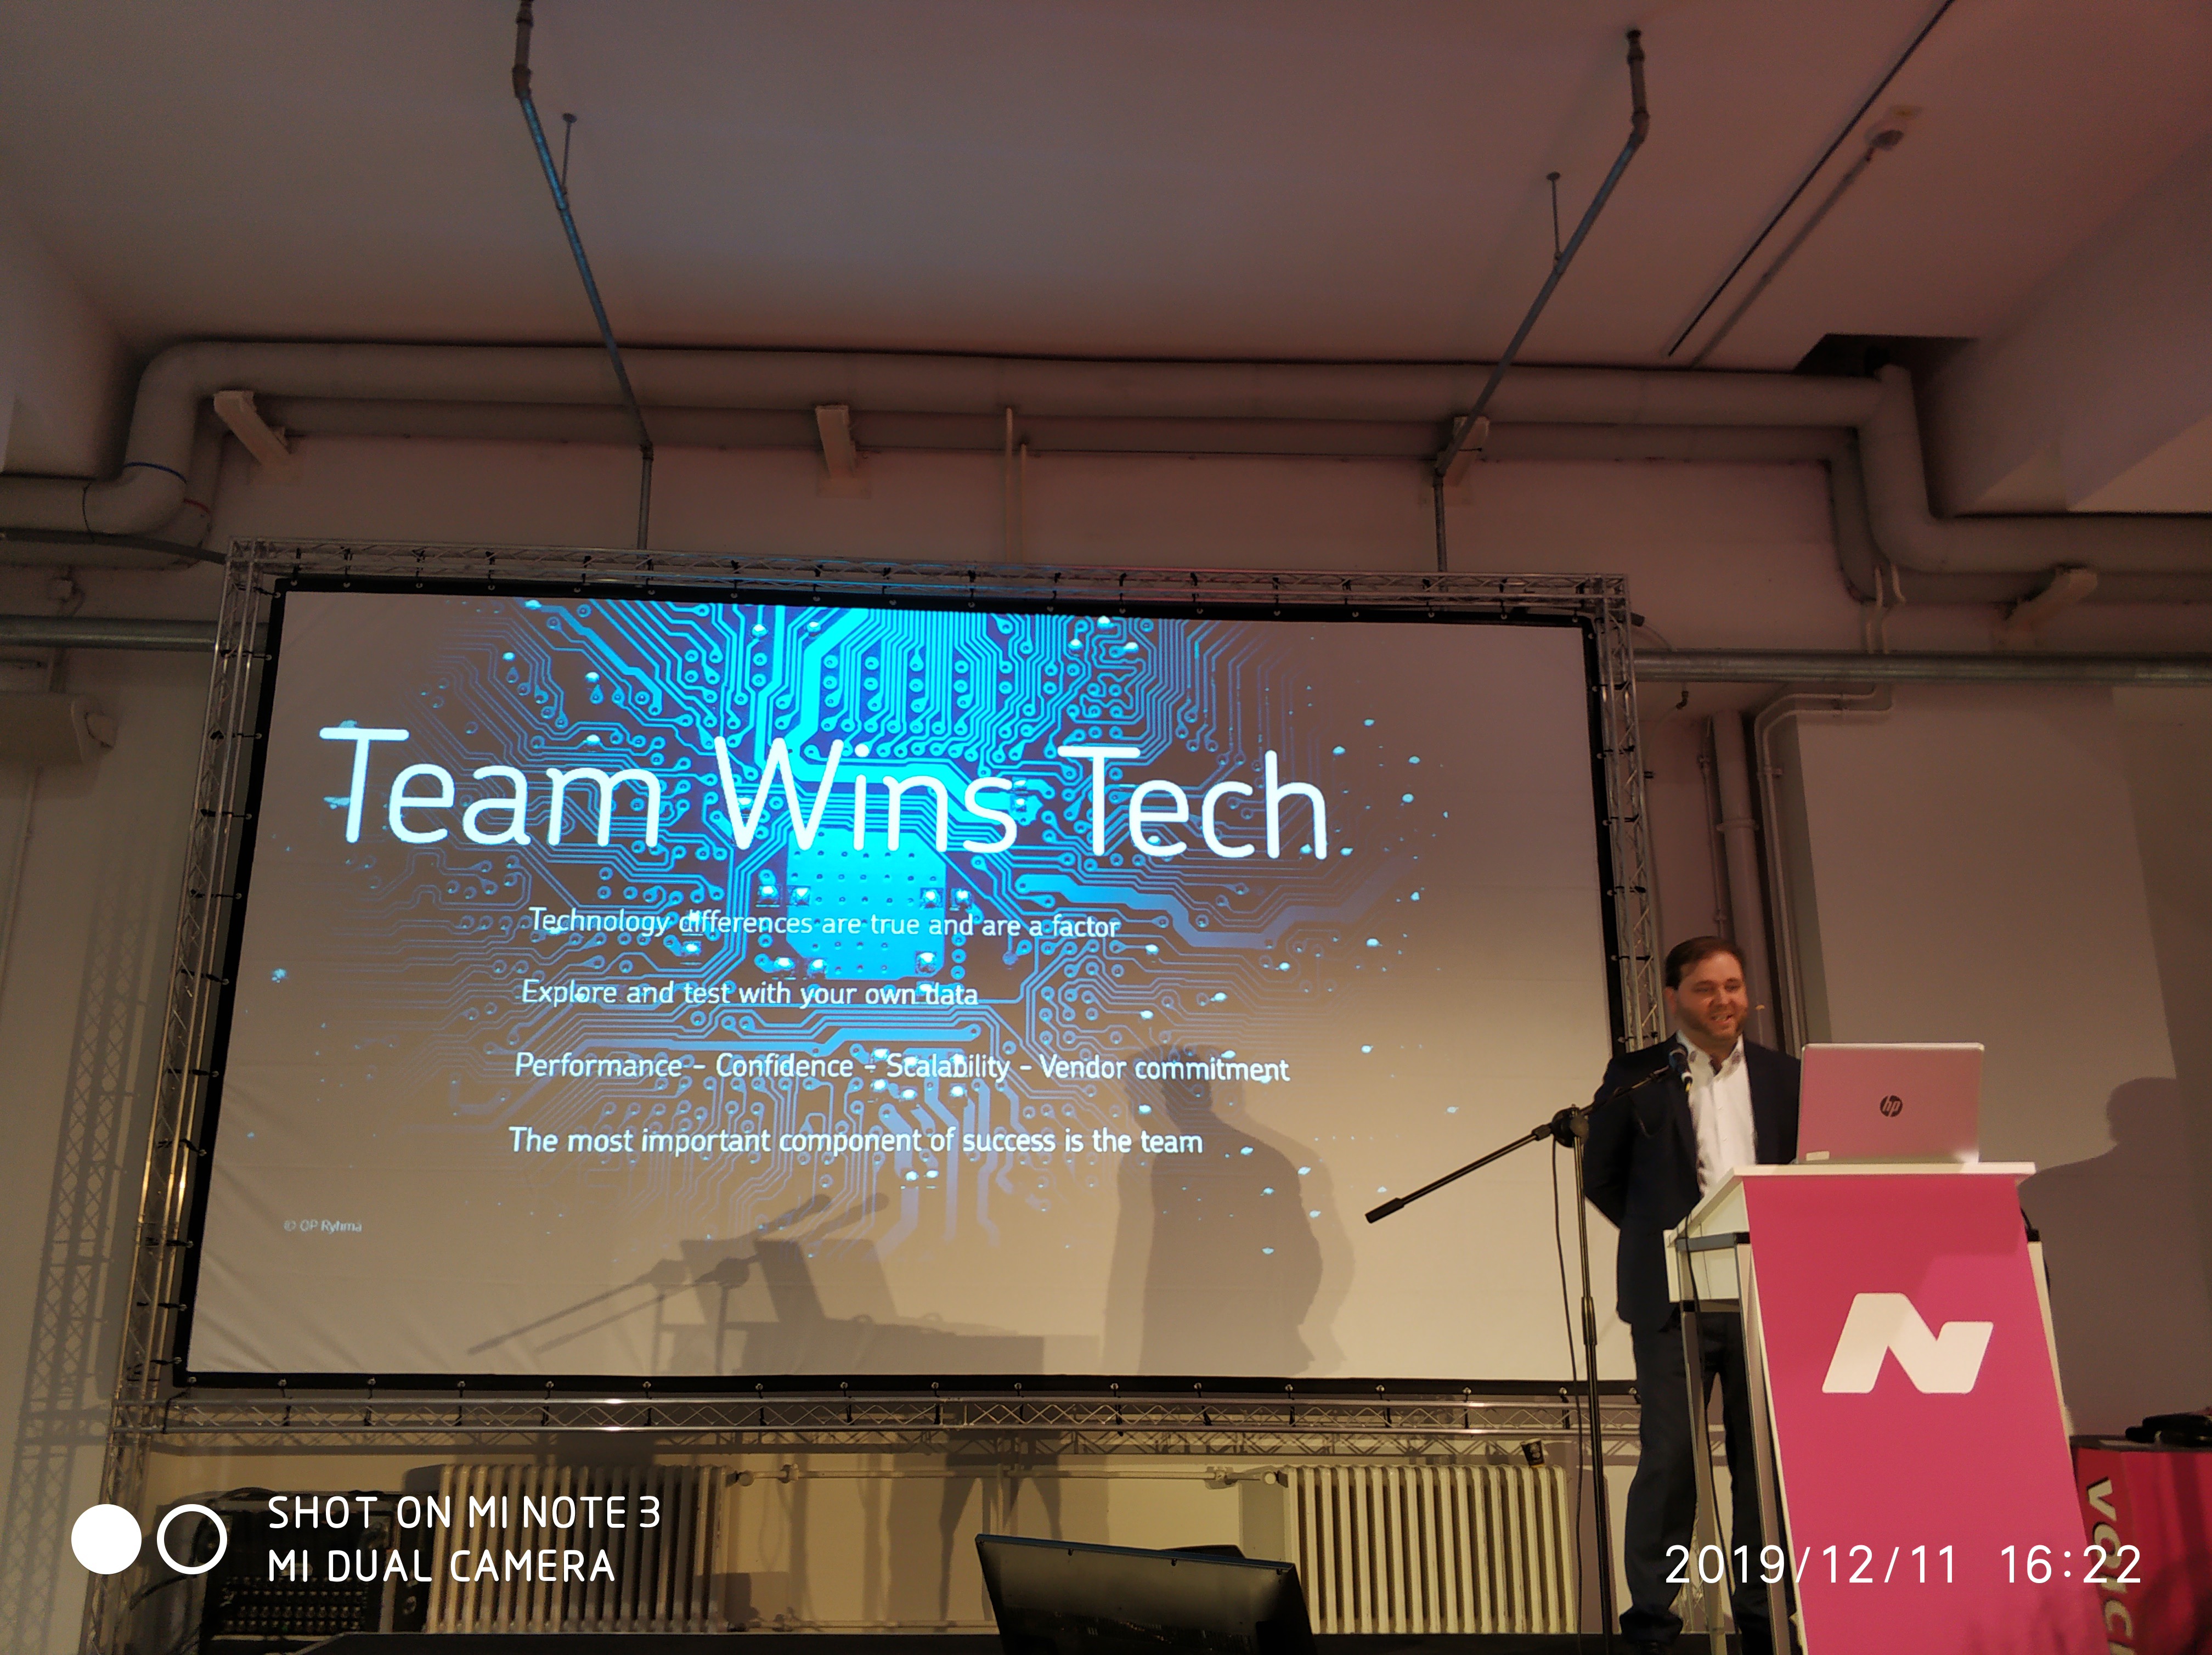 Team Wins Tech
Technology differences are true and are a factor
Explore and test with your own data
Performance - Confidence - Scalability - Vendor commitment
The most important component of success is the team
© OP Ryhmä
hp
N
SHOT ON MI NOTE 3
MI DUAL CAMERA
2019/12/11 16:22